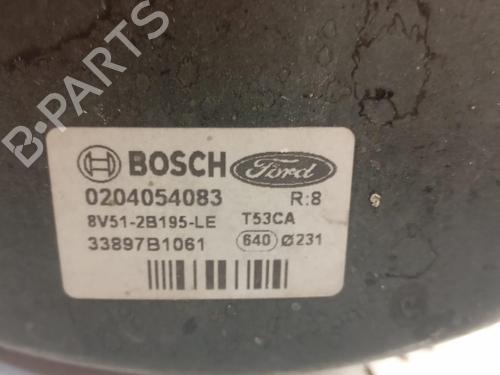 B-PARTS
BOSCH Ford
0204054083 R:8
8V51-2B195-LE T53CA
33897B1061 640 Ø231